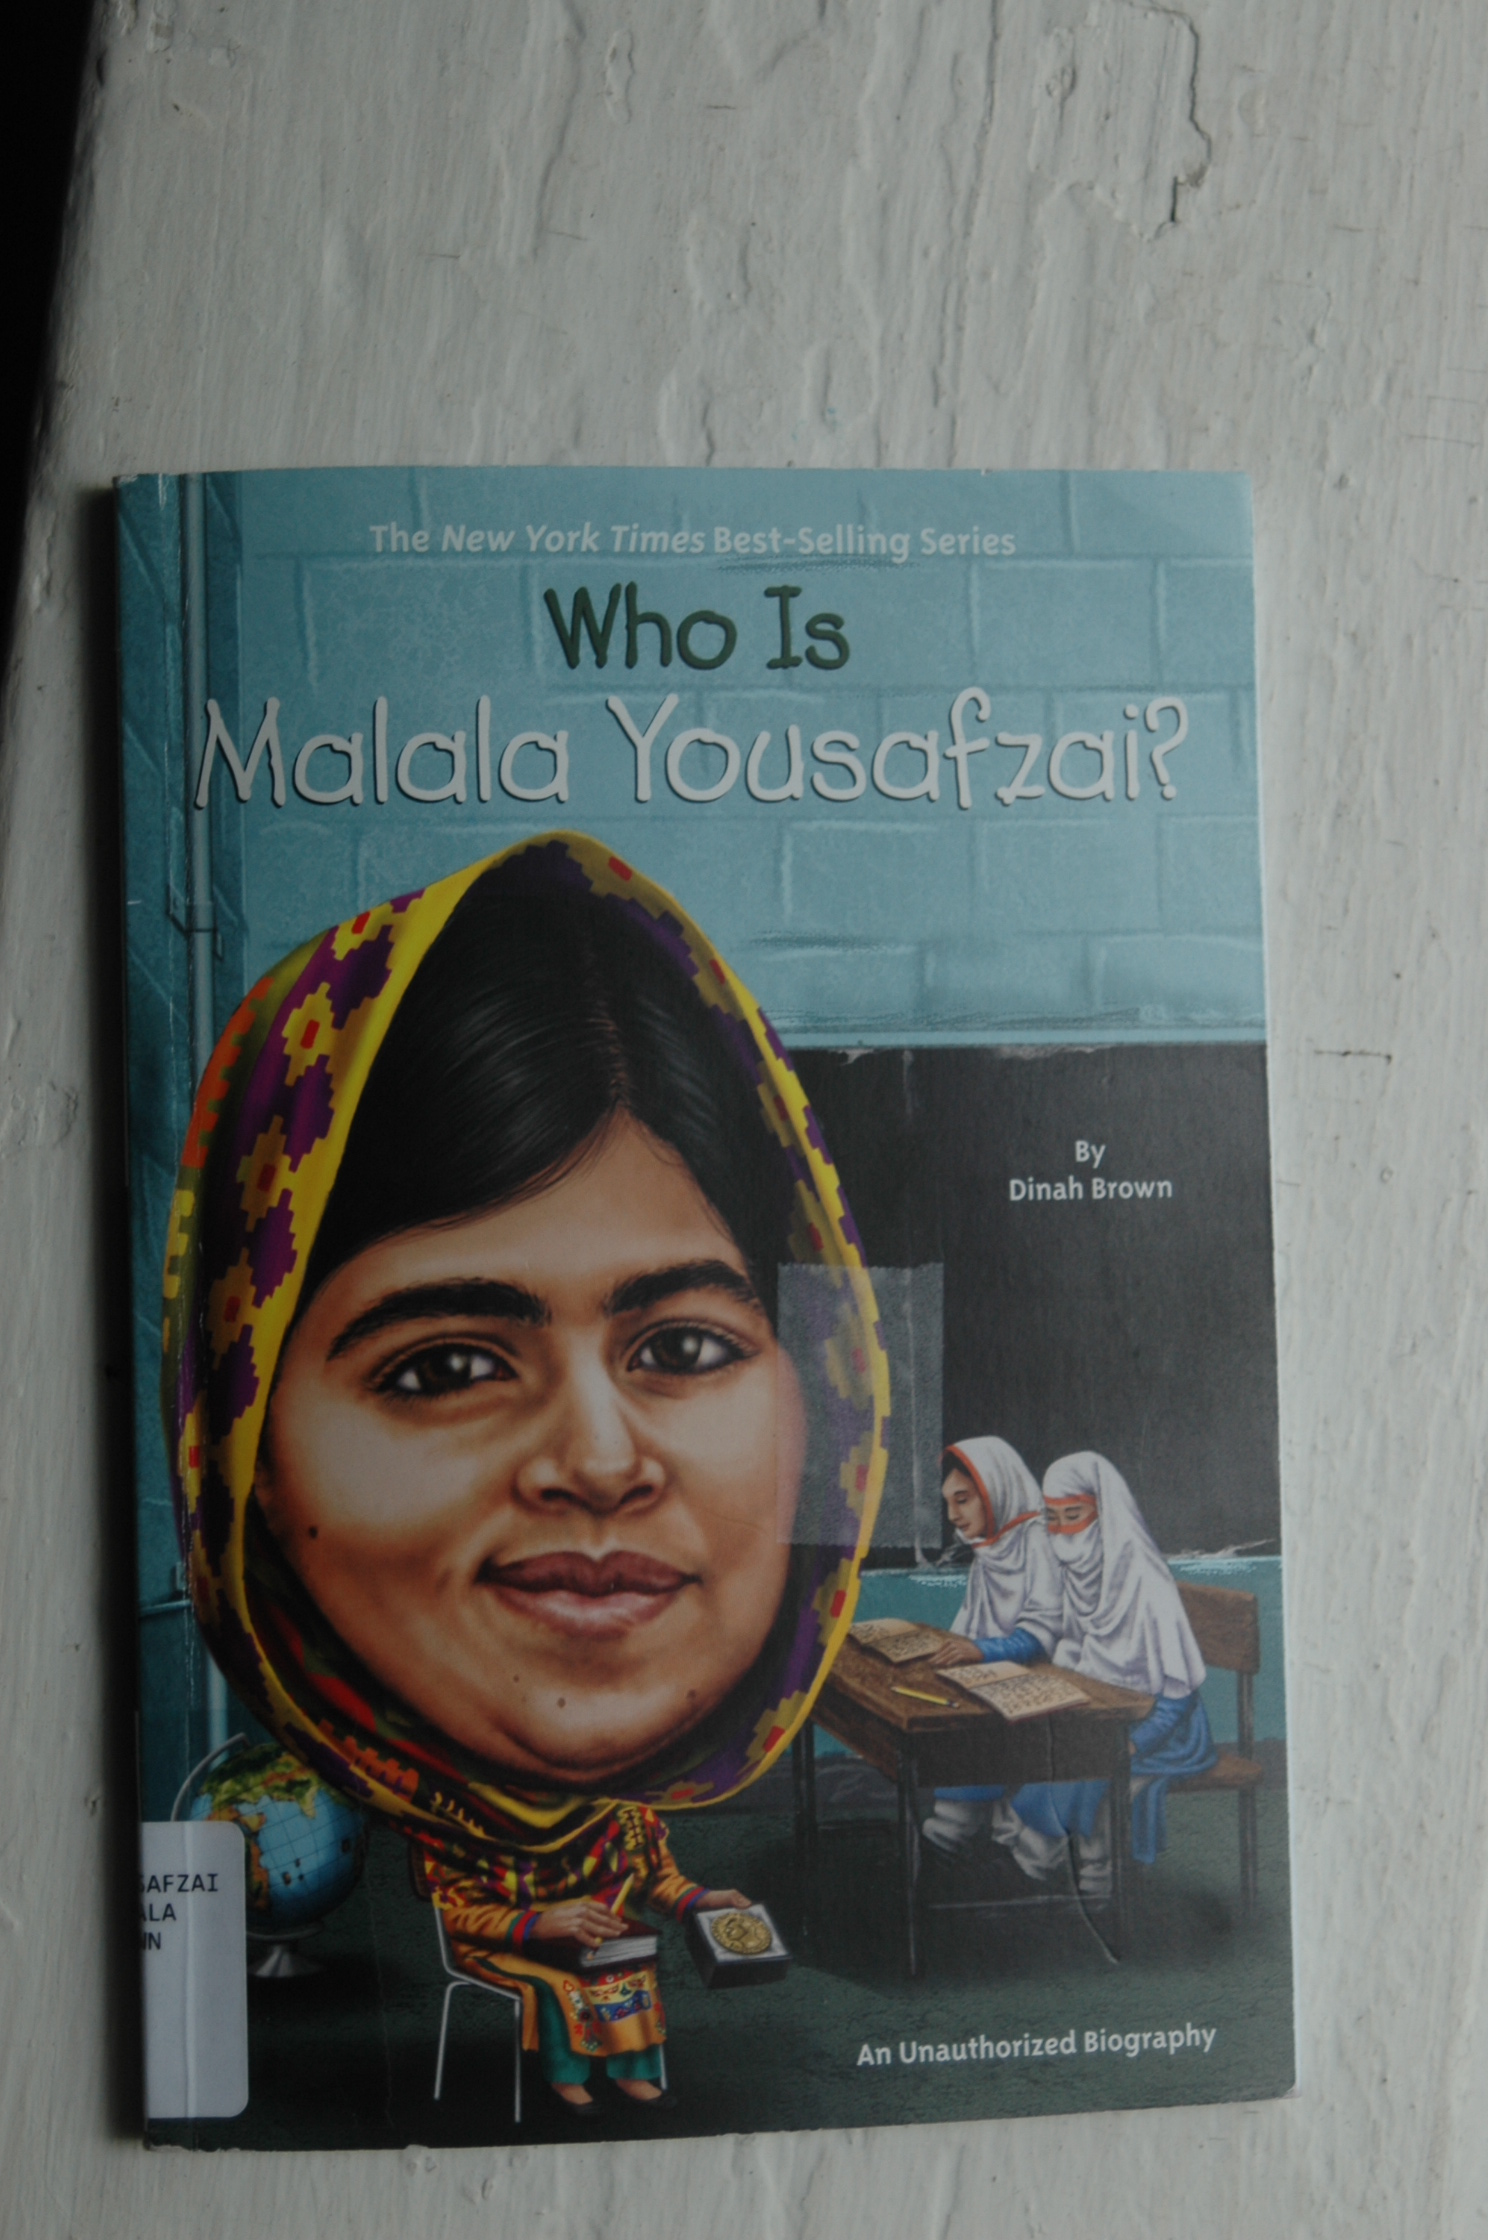 The New York Times Best-Selling Series
Who Is
Malala Yousafzai?
By
Dinah Brown
An Unauthorized Biography
SAFZAI
ALA
WN